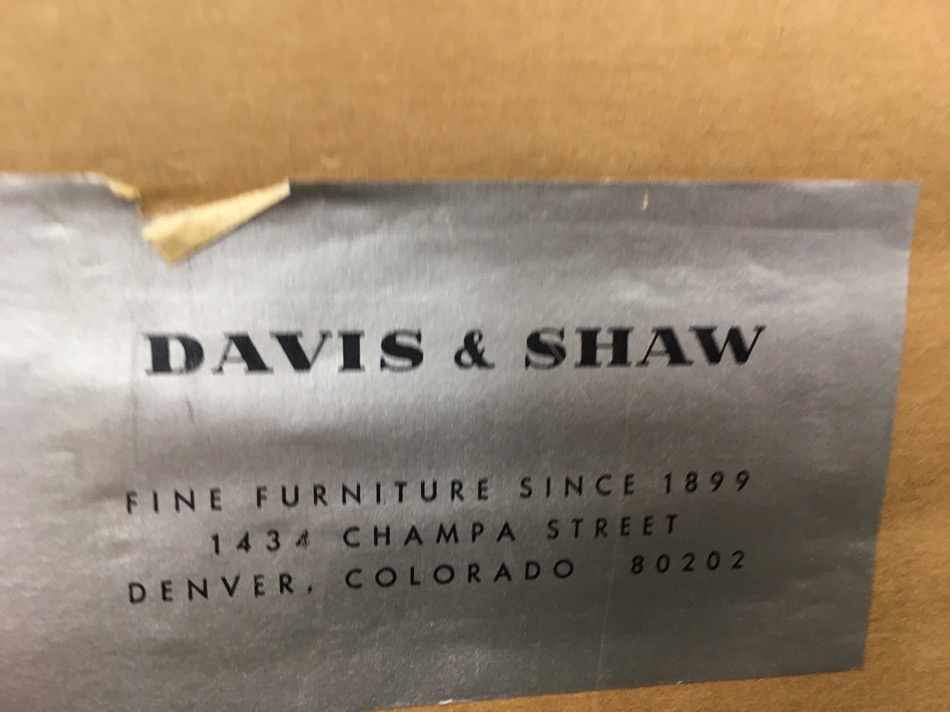 DAVIS & SHAW
FINE FURNITURE SINCE 1899
1434 CHAMPA STREET
DENVER, COLORADO 80202